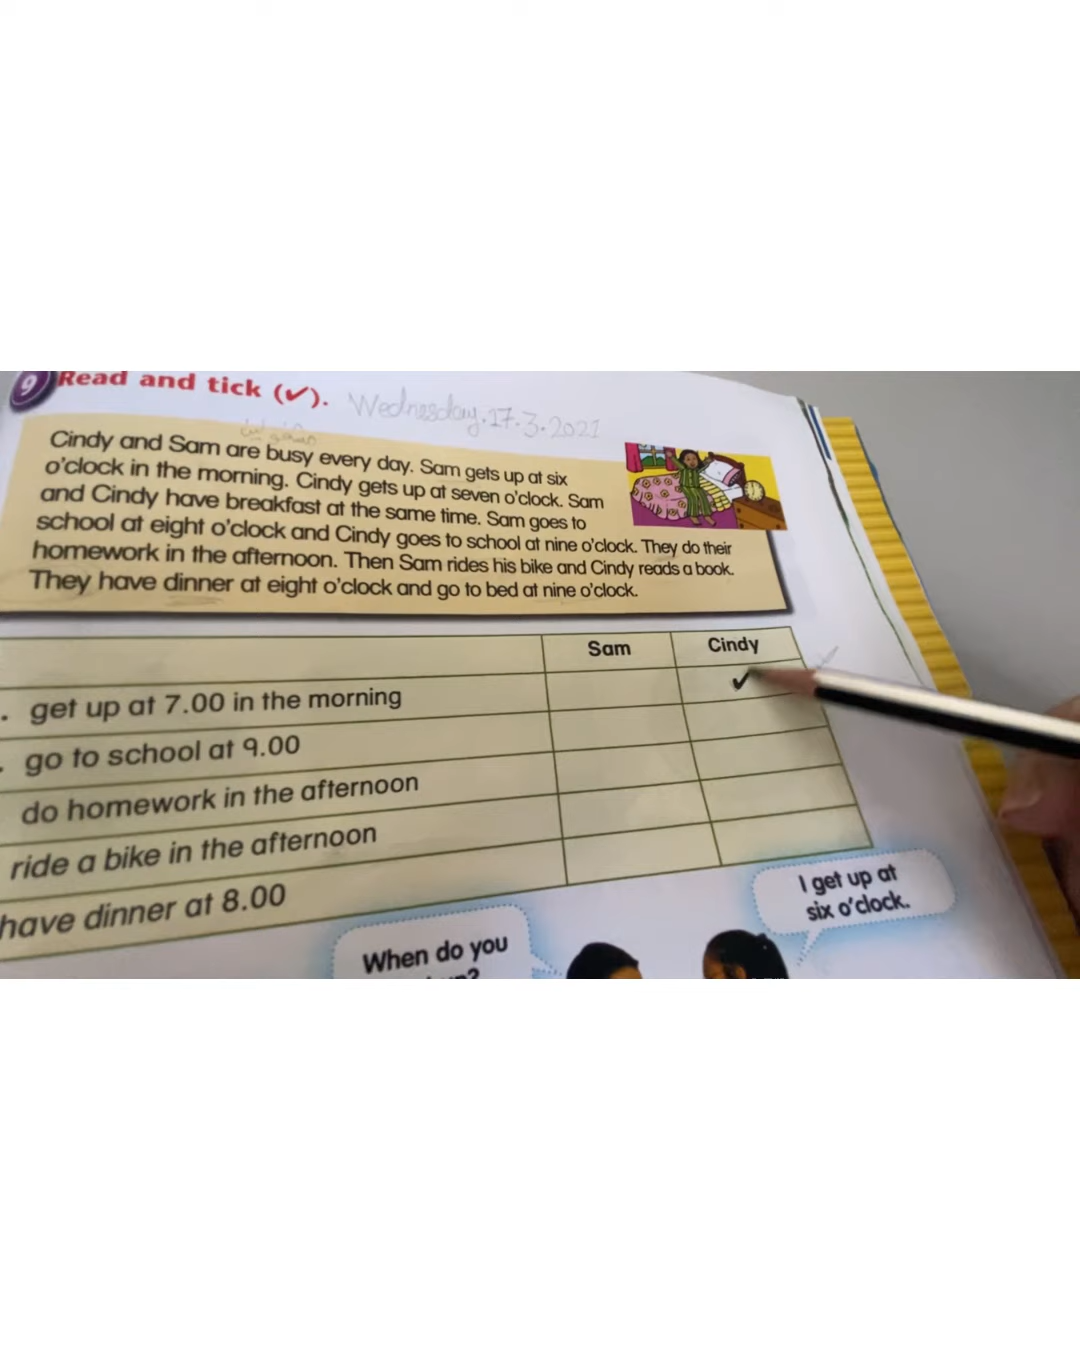 9 Read and tick (✓).
Wednesday.17.3.2021
Cindy and Sam are busy every day. Sam gets up at six
o'clock in the morning. Cindy gets up at seven o'clock. Sam
and Cindy have breakfast at the same time. Sam goes to
school at eight o'clock and Cindy goes to school at nine o'clock. They do their
homework in the afternoon. Then Sam rides his bike and Cindy reads a book.
They have dinner at eight o'clock and go to bed at nine o'clock.
Sam Cindy
. get up at 7.00 in the morning ✓
. go to school at 9.00
do homework in the afternoon
ride a bike in the afternoon
have dinner at 8.00
When do you
I get up at
six o'clock.